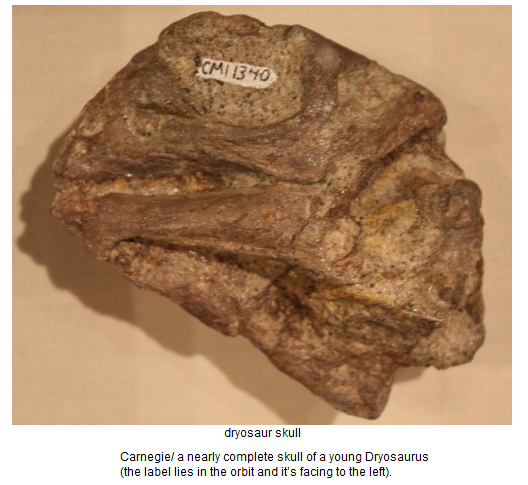 CM11340
dryosaur skull
Carnegie/ a nearly complete skull of a young Dryosaurus
(the label lies in the orbit and it's facing to the left).